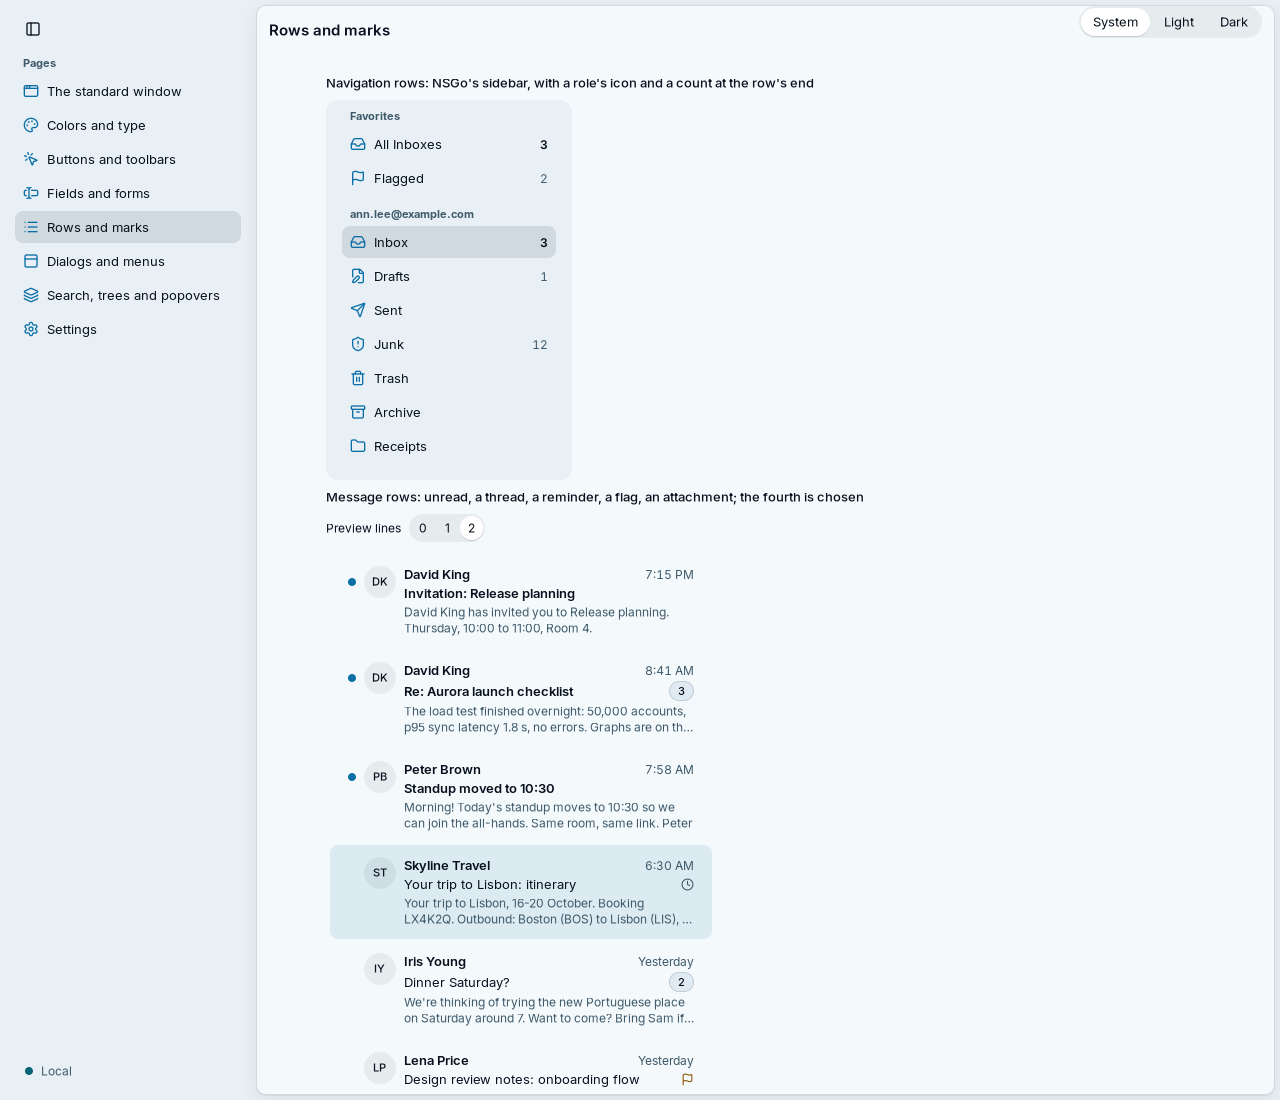 Rows and marks
System
Light
Dark
Pages
The standard window
Colors and type
Buttons and toolbars
Fields and forms
Rows and marks
Dialogs and menus
Search, trees and popovers
Settings
Local
Navigation rows: NSGo's sidebar, with a role's icon and a count at the row's end
Favorites
All Inboxes 3
Flagged 2
ann.lee@example.com
Inbox 3
Drafts 1
Sent
Junk 12
Trash
Archive
Receipts
Message rows: unread, a thread, a reminder, a flag, an attachment; the fourth is chosen
Preview lines 0 1 2
DK David King 7:15 PM
Invitation: Release planning
David King has invited you to Release planning.
Thursday, 10:00 to 11:00, Room 4.
DK David King 8:41 AM
Re: Aurora launch checklist 3
The load test finished overnight: 50,000 accounts,
p95 sync latency 1.8 s, no errors. Graphs are on th...
PB Peter Brown 7:58 AM
Standup moved to 10:30
Morning! Today's standup moves to 10:30 so we
can join the all-hands. Same room, same link. Peter
ST Skyline Travel 6:30 AM
Your trip to Lisbon: itinerary
Your trip to Lisbon, 16-20 October. Booking
LX4K2Q. Outbound: Boston (BOS) to Lisbon (LIS), ...
IY Iris Young Yesterday
Dinner Saturday? 2
We're thinking of trying the new Portuguese place
on Saturday around 7. Want to come? Bring Sam if...
LP Lena Price Yesterday
Design review notes: onboarding flow